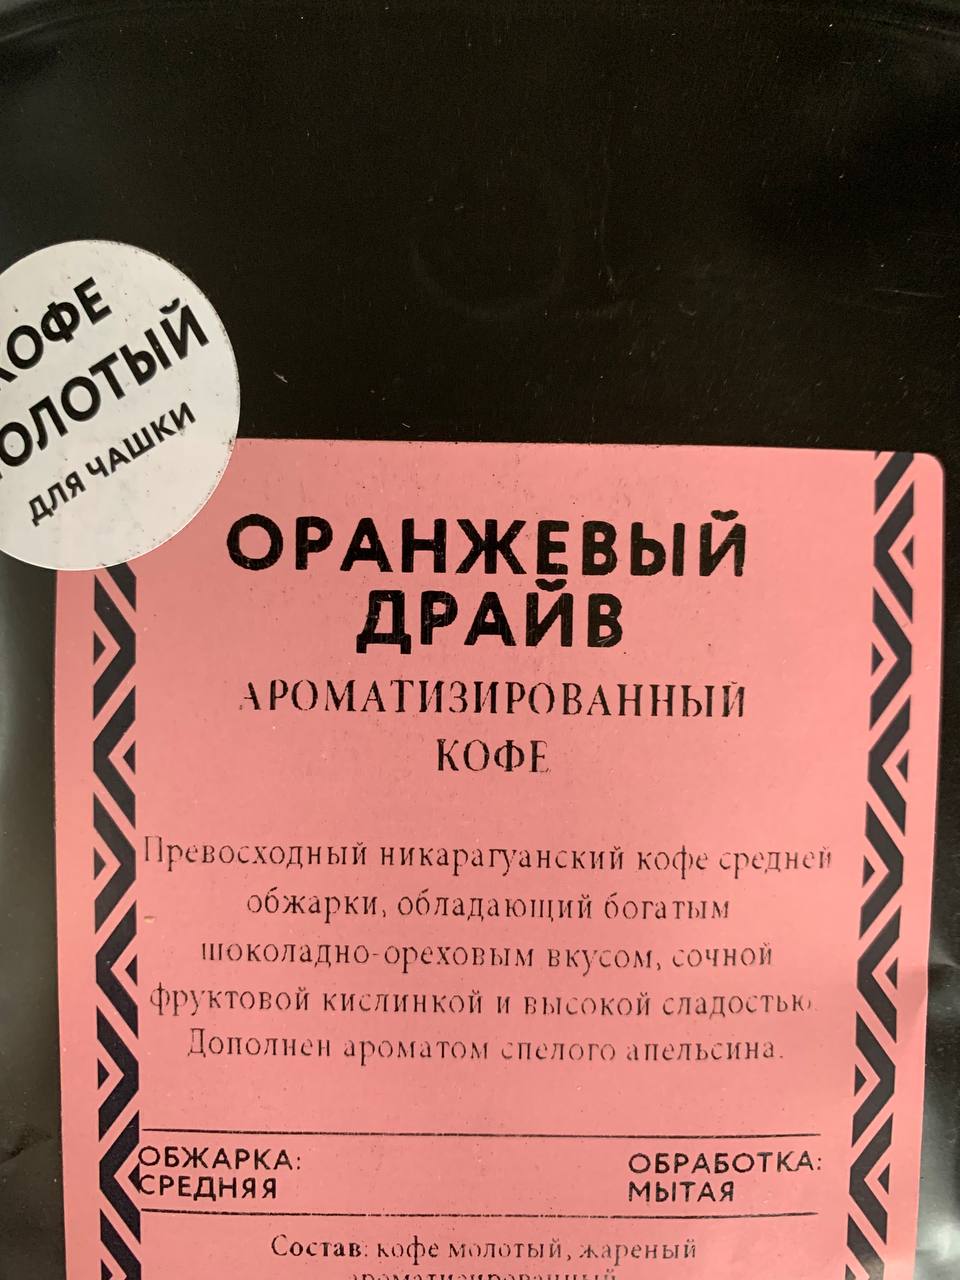 КОФЕ
МОЛОТЫЙ
ДЛЯ ЧАШКИ
ОРАНЖЕВЫЙ
ДРАЙВ
АРОМАТИЗИРОВАННЫЙ
КОФЕ
Превосходный никарагуанский кофе средней
обжарки, обладающий богатым
шоколадно-ореховым вкусом, сочной
фруктовой кислинкой и высокой сладостью.
Дополнен ароматом спелого апельсина.
ОБЖАРКА:
СРЕДНЯЯ
ОБРАБОТКА:
МЫТАЯ
Состав: кофе молотый, жареный
ароматизированный